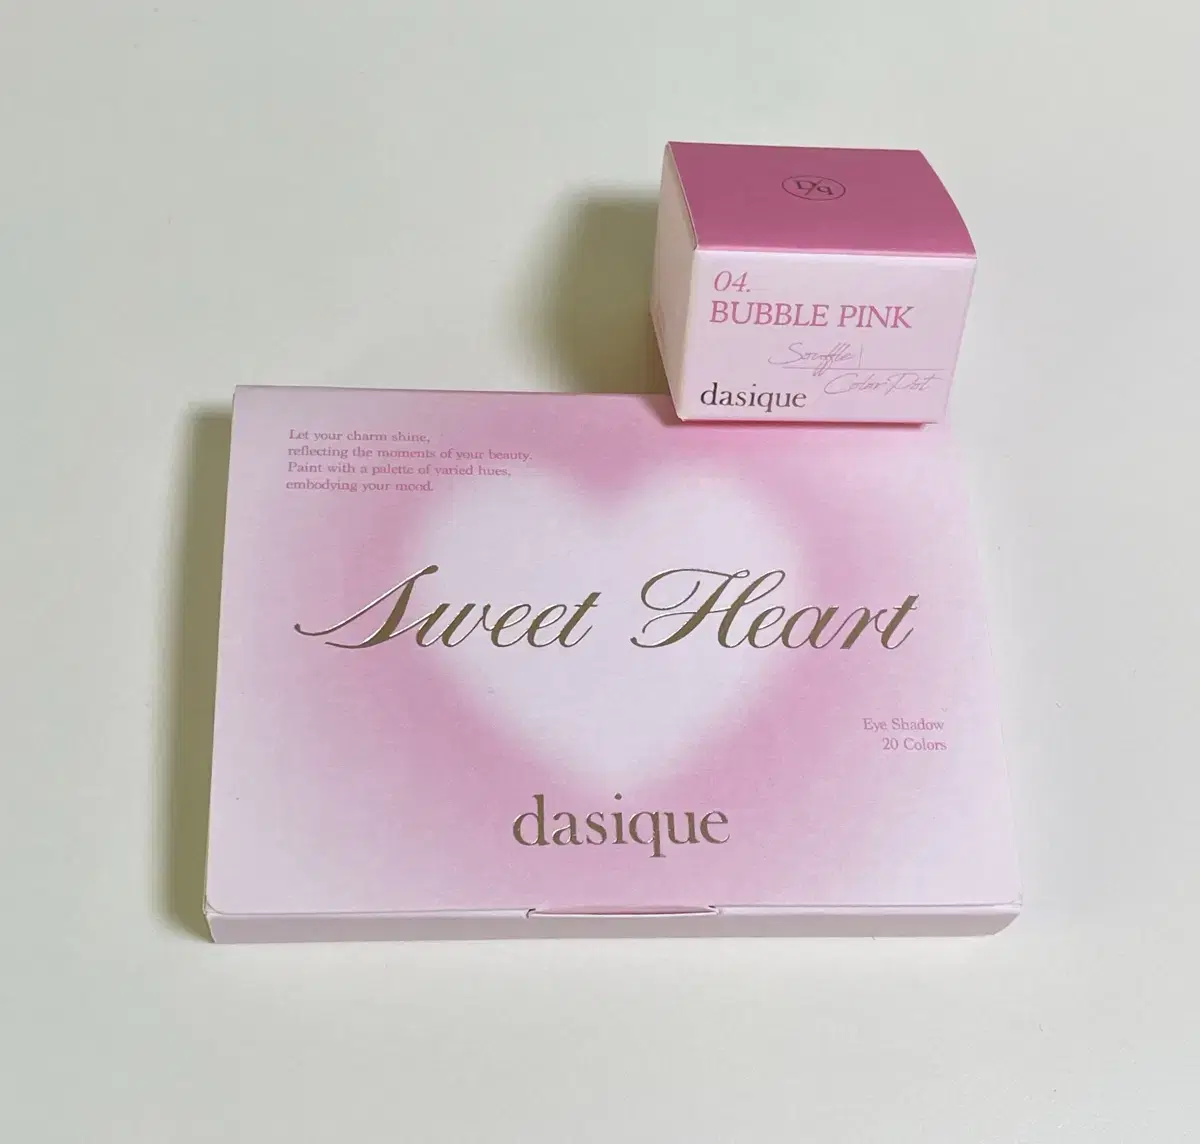 D/q
04.
BUBBLE PINK
Souffle
Color Pot
dasique
Let your charm shine,
reflecting the moments of your beauty.
Paint with a palette of varied hues,
embodying your mood.
Sweet Heart
Eye Shadow
20 Colors
dasique